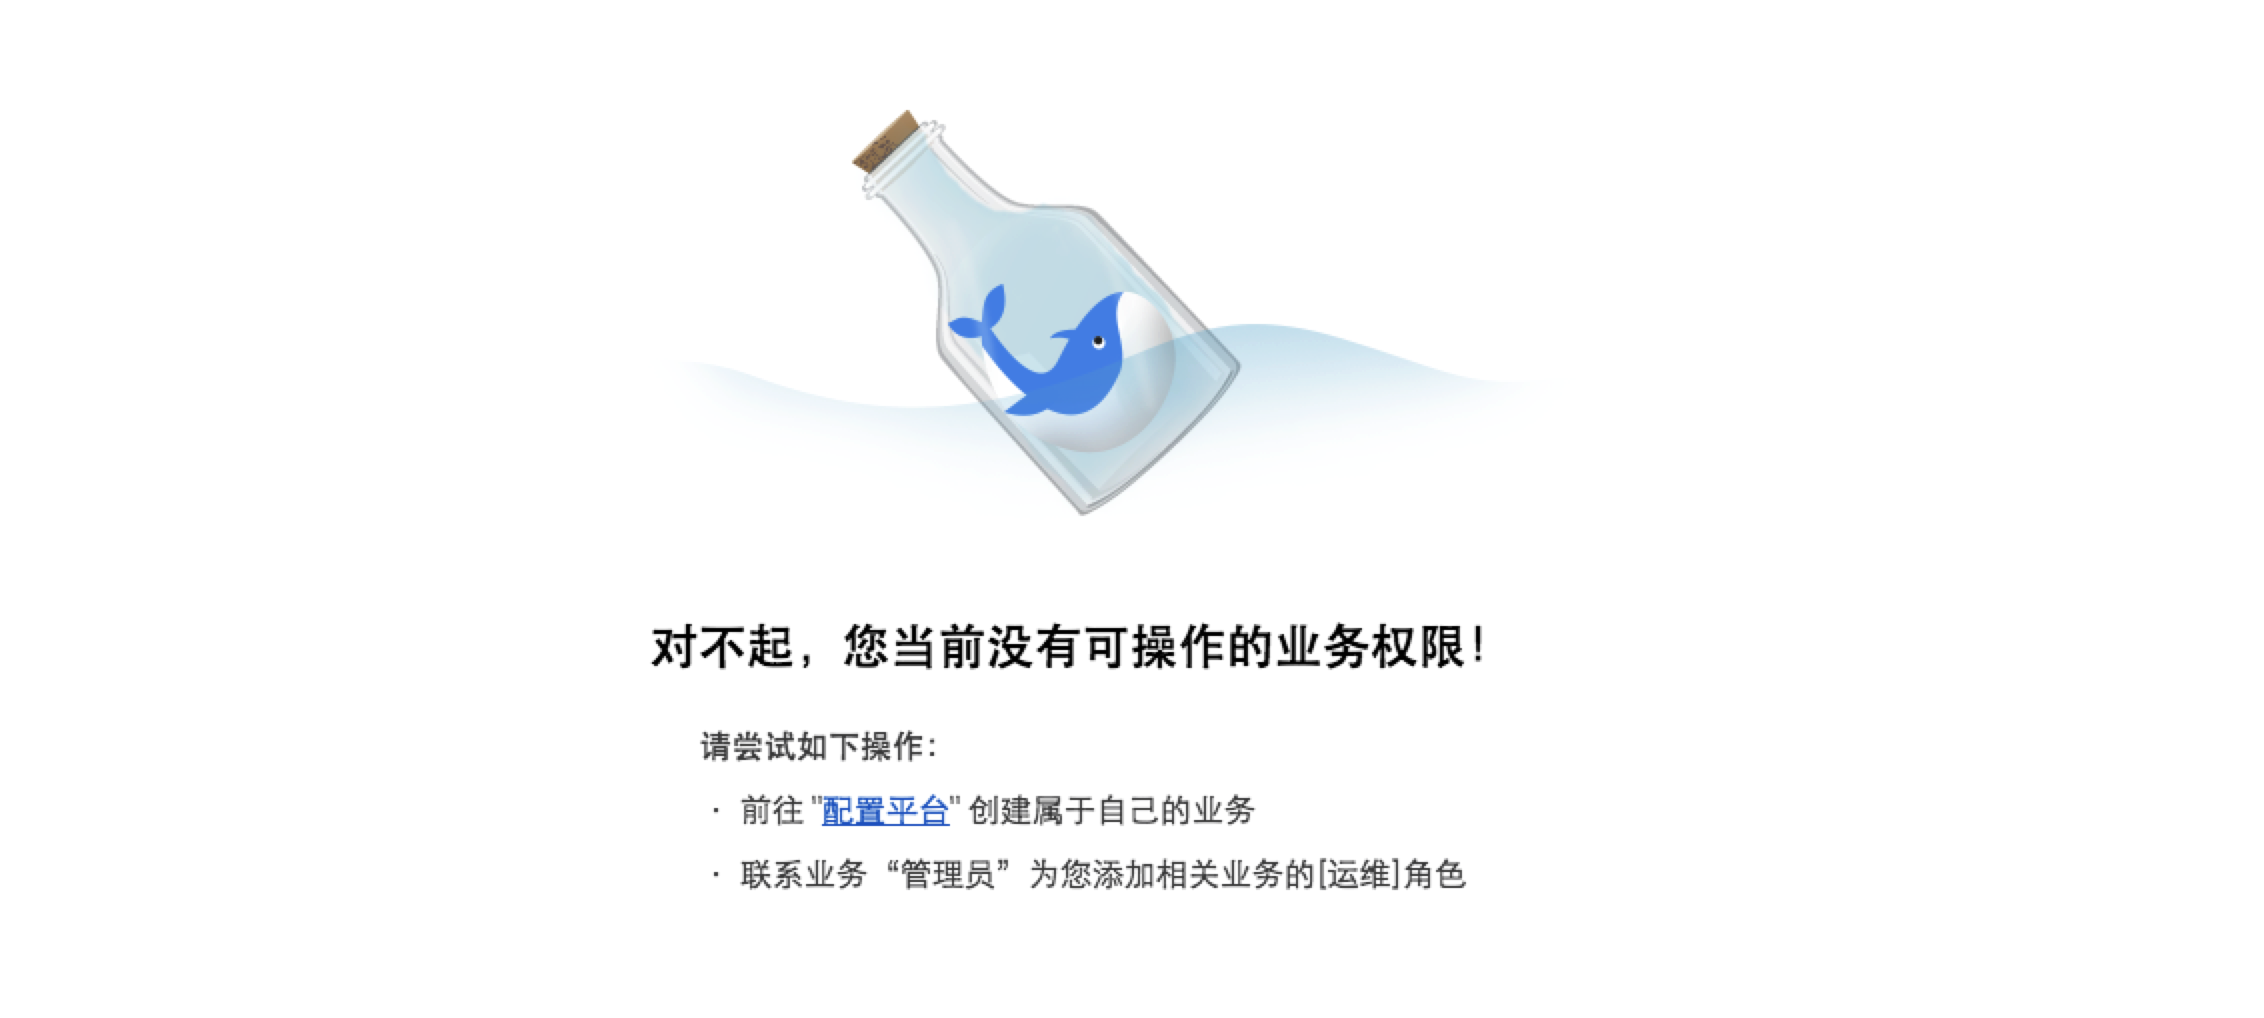 对不起，您当前没有可操作的业务权限！
请尝试如下操作：
· 前往 "配置平台" 创建属于自己的业务
· 联系业务“管理员”为您添加相关业务的[运维]角色